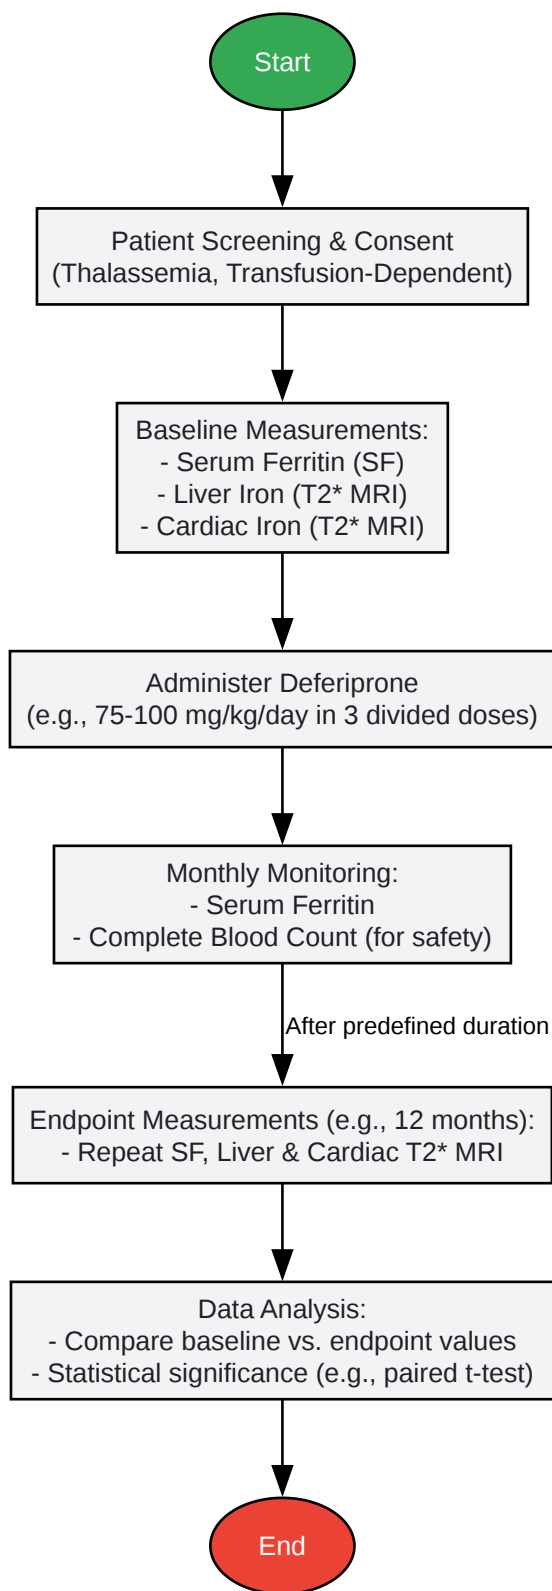 Start
Patient Screening & Consent
(Thalassemia, Transfusion-Dependent)
Baseline Measurements:
- Serum Ferritin (SF)
- Liver Iron (T2* MRI)
- Cardiac Iron (T2* MRI)
Administer Deferiprone
(e.g., 75-100 mg/kg/day in 3 divided doses)
Monthly Monitoring:
- Serum Ferritin
- Complete Blood Count (for safety)
After predefined duration
Endpoint Measurements (e.g., 12 months):
- Repeat SF, Liver & Cardiac T2* MRI
Data Analysis:
- Compare baseline vs. endpoint values
- Statistical significance (e.g., paired t-test)
End